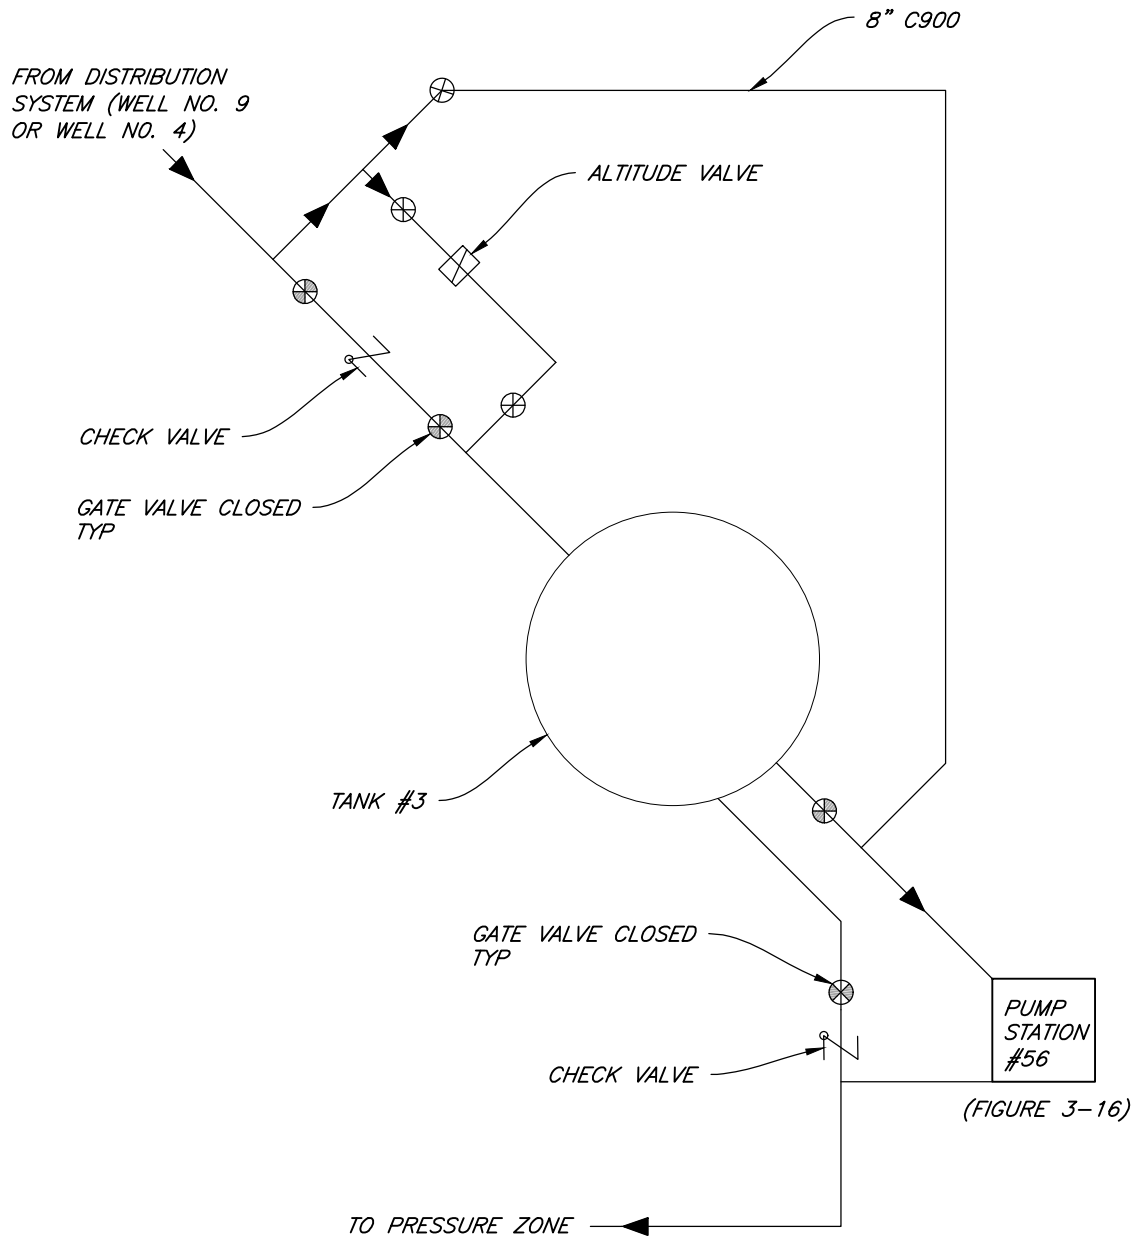 8” C900
FROM DISTRIBUTION
SYSTEM (WELL NO. 9
OR WELL NO. 4)
ALTITUDE VALVE
CHECK VALVE
GATE VALVE CLOSED
TYP
TANK #3
GATE VALVE CLOSED
TYP
PUMP
STATION
#56
CHECK VALVE
(FIGURE 3-16)
TO PRESSURE ZONE